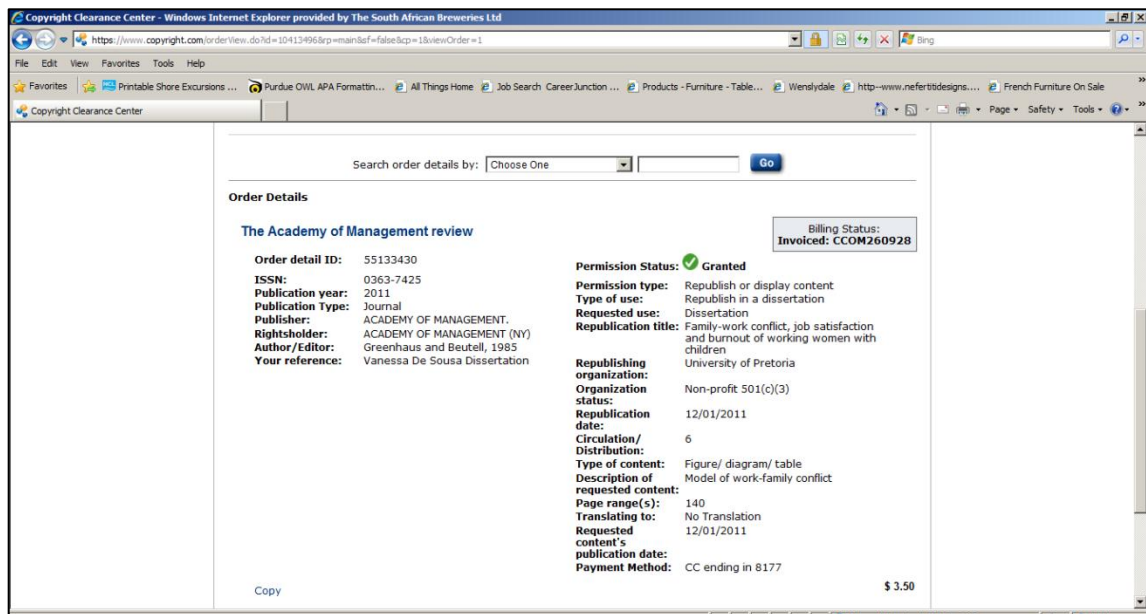 Copyright Clearance Center - Windows Internet Explorer provided by The South African Breweries Ltd
https://www.copyright.com/orderView.do?id=10413496&rp=main&sf=false&cp=1&viewOrder=1
Bing
File Edit View Favorites Tools Help
Favorites Printable Shore Excursions ... Purdue OWL APA Formattin... All Things Home Job Search CareerJunction ... Products - Furniture - Table... Wenslydale http--www.nefertitidesigns.... French Furniture On Sale »
Copyright Clearance Center Page Safety Tools »
Search order details by: Choose One Go
Order Details
The Academy of Management review
Billing Status:
Invoiced: CCOM260928
Order detail ID: 55133430
ISSN: 0363-7425
Publication year: 2011
Publication Type: Journal
Publisher: ACADEMY OF MANAGEMENT.
Rightsholder: ACADEMY OF MANAGEMENT (NY)
Author/Editor: Greenhaus and Beutell, 1985
Your reference: Vanessa De Sousa Dissertation
Permission Status: Granted
Permission type: Republish or display content
Type of use: Republish in a dissertation
Requested use: Dissertation
Republication title: Family-work conflict, job satisfaction
and burnout of working women with
children
Republishing University of Pretoria
organization:
Organization Non-profit 501(c)(3)
status:
Republication 12/01/2011
date:
Circulation/ 6
Distribution:
Type of content: Figure/ diagram/ table
Description of Model of work-family conflict
requested content:
Page range(s): 140
Translating to: No Translation
Requested 12/01/2011
content's
publication date:
Payment Method: CC ending in 8177
Copy
$ 3.50